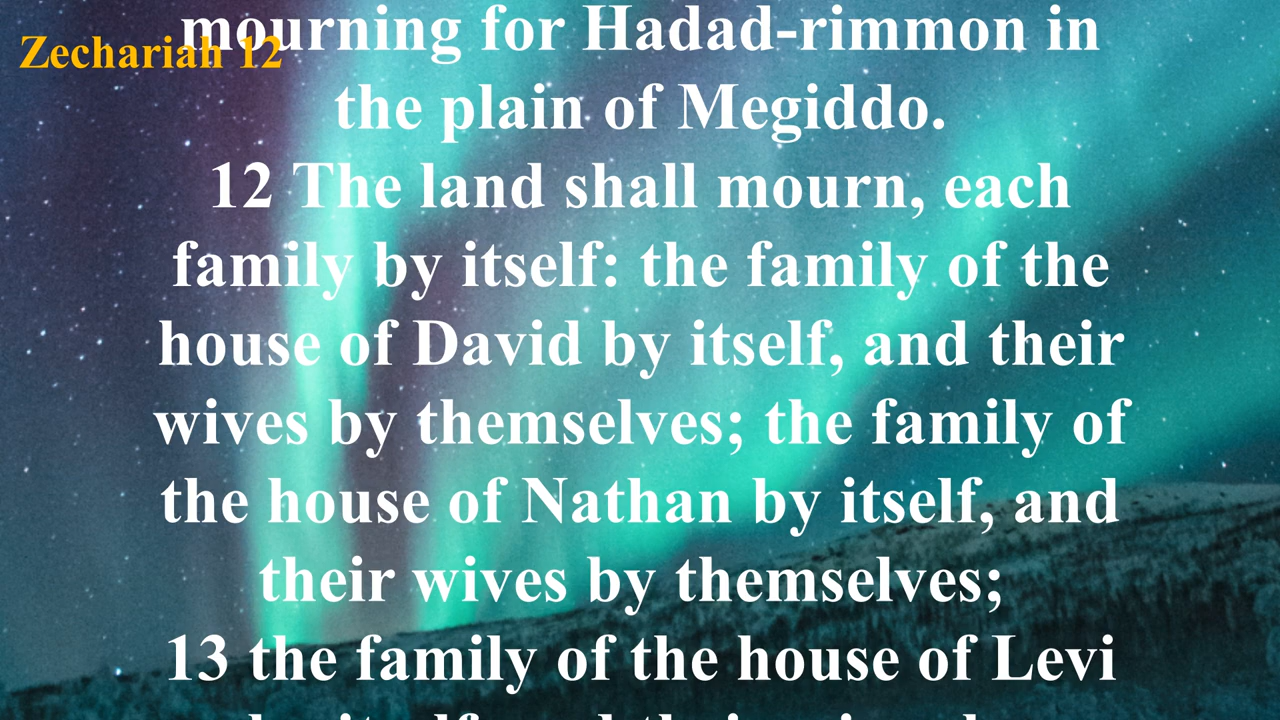 Zechariah 12
mourning for Hadad-rimmon in
the plain of Megiddo.
12 The land shall mourn, each
family by itself: the family of the
house of David by itself, and their
wives by themselves; the family of
the house of Nathan by itself, and
their wives by themselves;
13 the family of the house of Levi